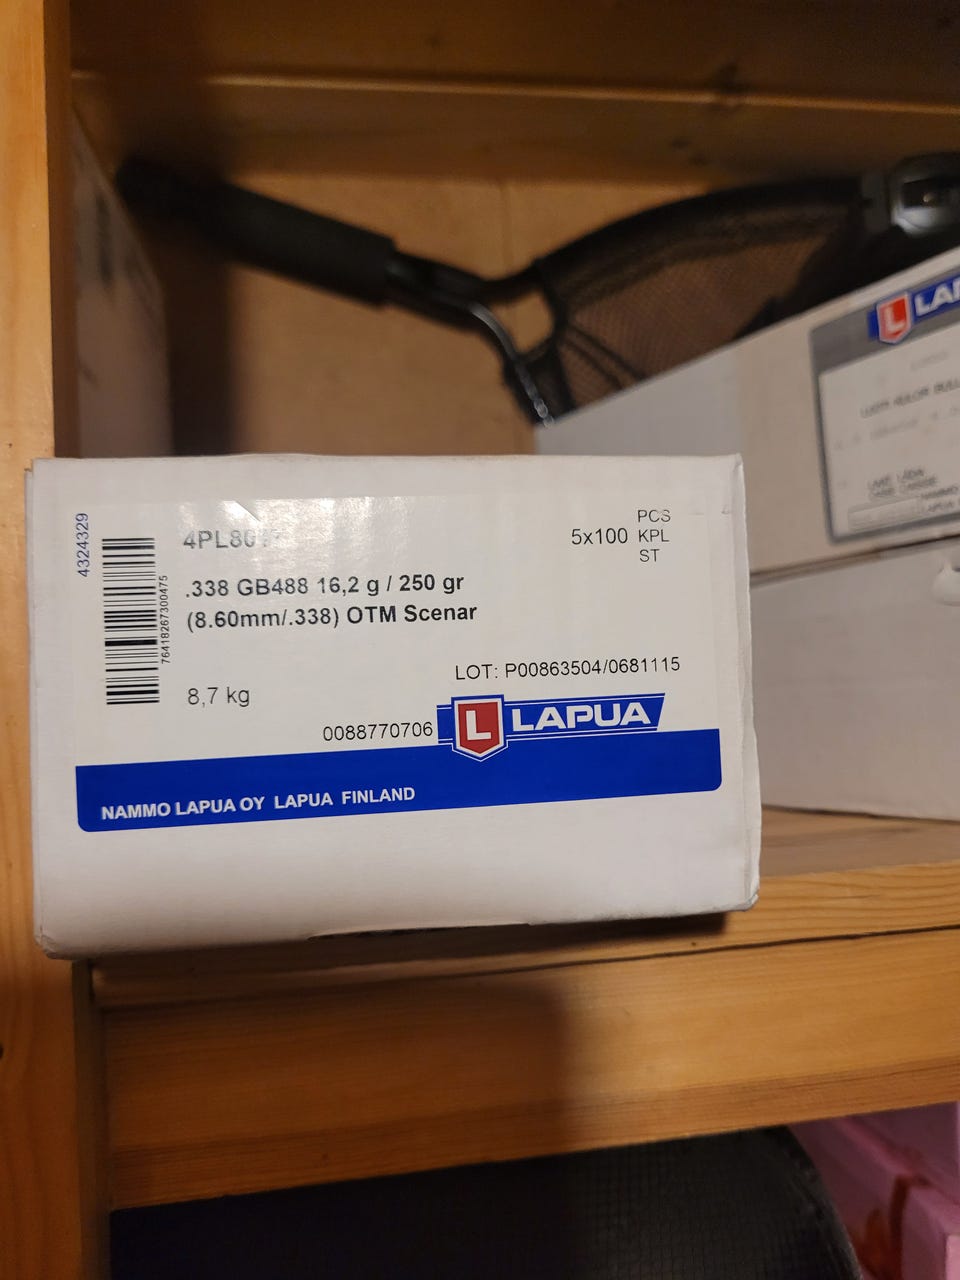 4324329
76418267300475
5x100
PCS
KPL
ST
.338 GB488 16,2 g / 250 gr
(8.60mm/.338) OTM Scenar
LOT: P00863504/0681115
8,7 kg
0088770706
L LAPUA
NAMMO LAPUA OY LAPUA FINLAND
L